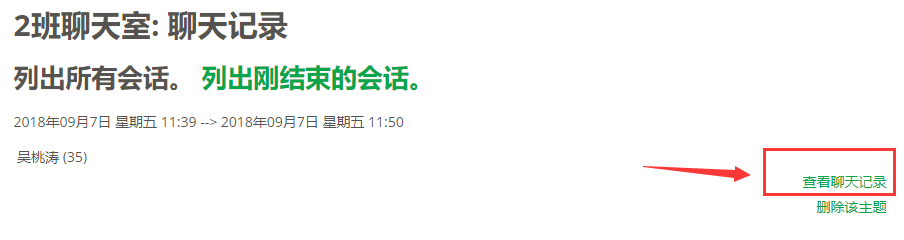 2班聊天室: 聊天记录
列出所有会话。 列出刚结束的会话。
2018年09月7日 星期五 11:39 --> 2018年09月7日 星期五 11:50
吴桃涛 (35)
查看聊天记录
删除该主题